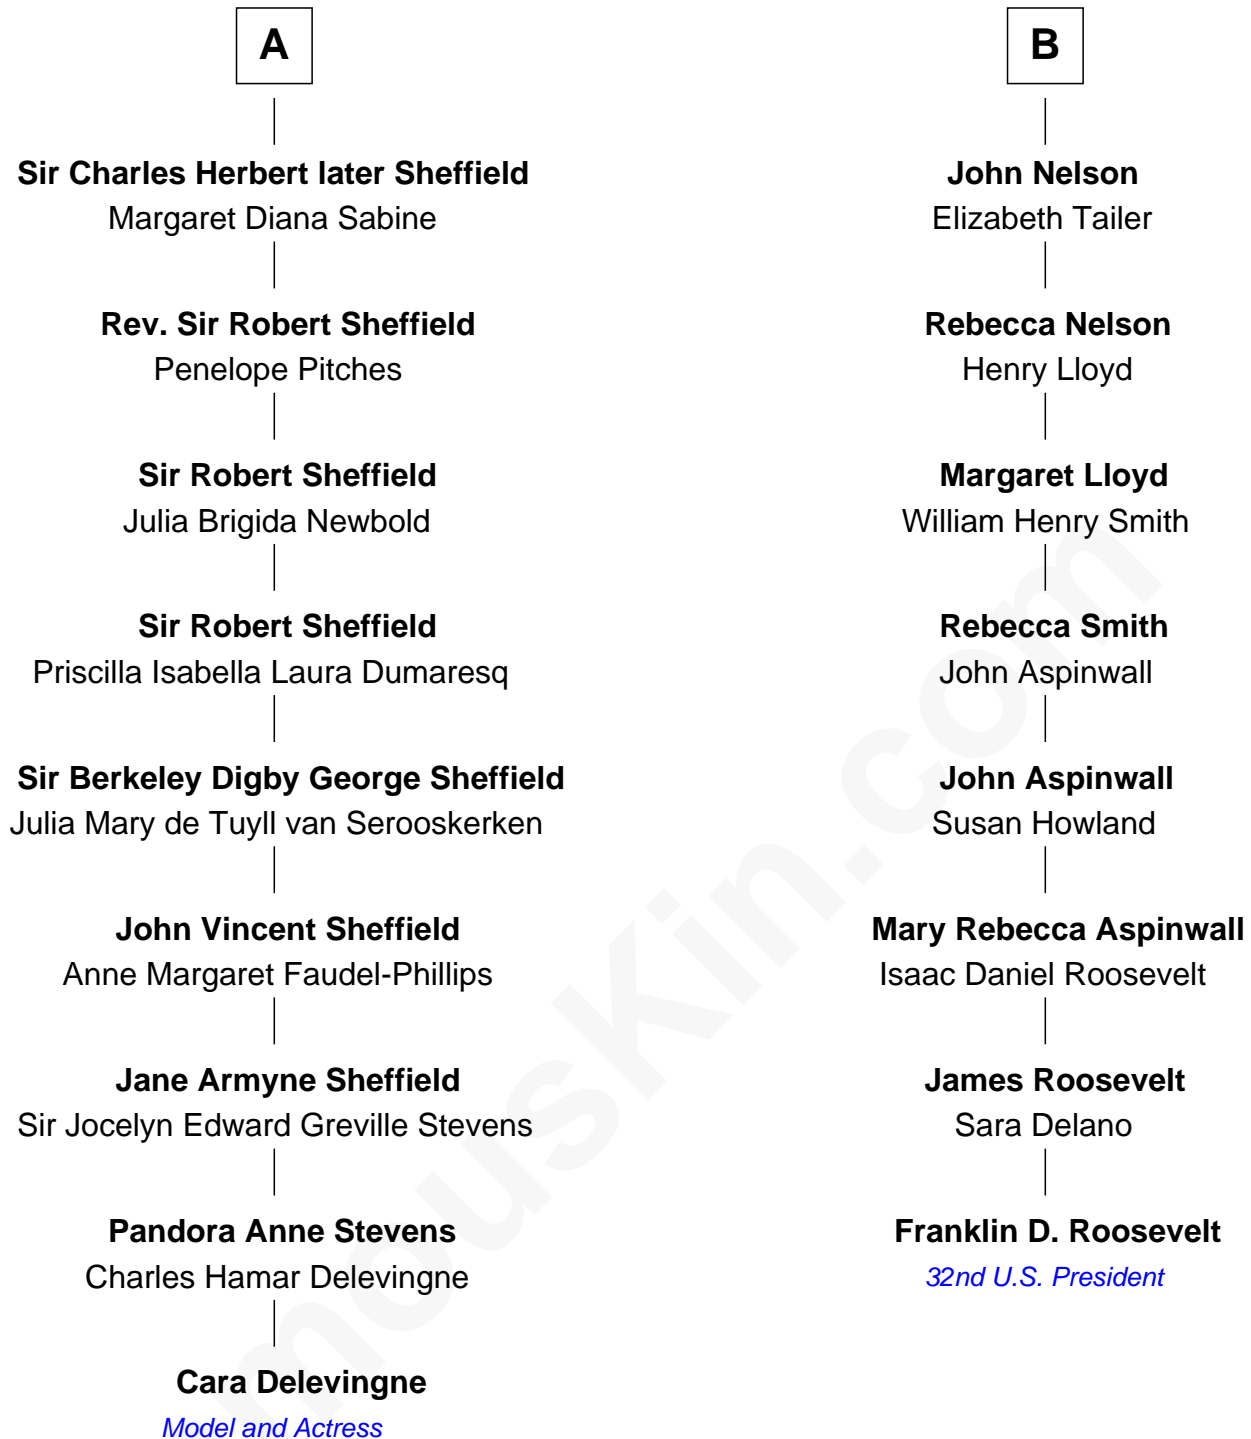 A
Sir Charles Herbert later Sheffield
Margaret Diana Sabine
Rev. Sir Robert Sheffield
Penelope Pitches
Sir Robert Sheffield
Julia Brigida Newbold
Sir Robert Sheffield
Priscilla Isabella Laura Dumaresq
Sir Berkeley Digby George Sheffield
Julia Mary de Tuyll van Serooskerken
John Vincent Sheffield
Anne Margaret Faudel-Phillips
Jane Armyne Sheffield
Sir Jocelyn Edward Greville Stevens
Pandora Anne Stevens
Charles Hamar Delevingne
Cara Delevingne
Model and Actress
B
John Nelson
Elizabeth Tailer
Rebecca Nelson
Henry Lloyd
Margaret Lloyd
William Henry Smith
Rebecca Smith
John Aspinwall
John Aspinwall
Susan Howland
Mary Rebecca Aspinwall
Isaac Daniel Roosevelt
James Roosevelt
Sara Delano
Franklin D. Roosevelt
32nd U.S. President
mousKin.com